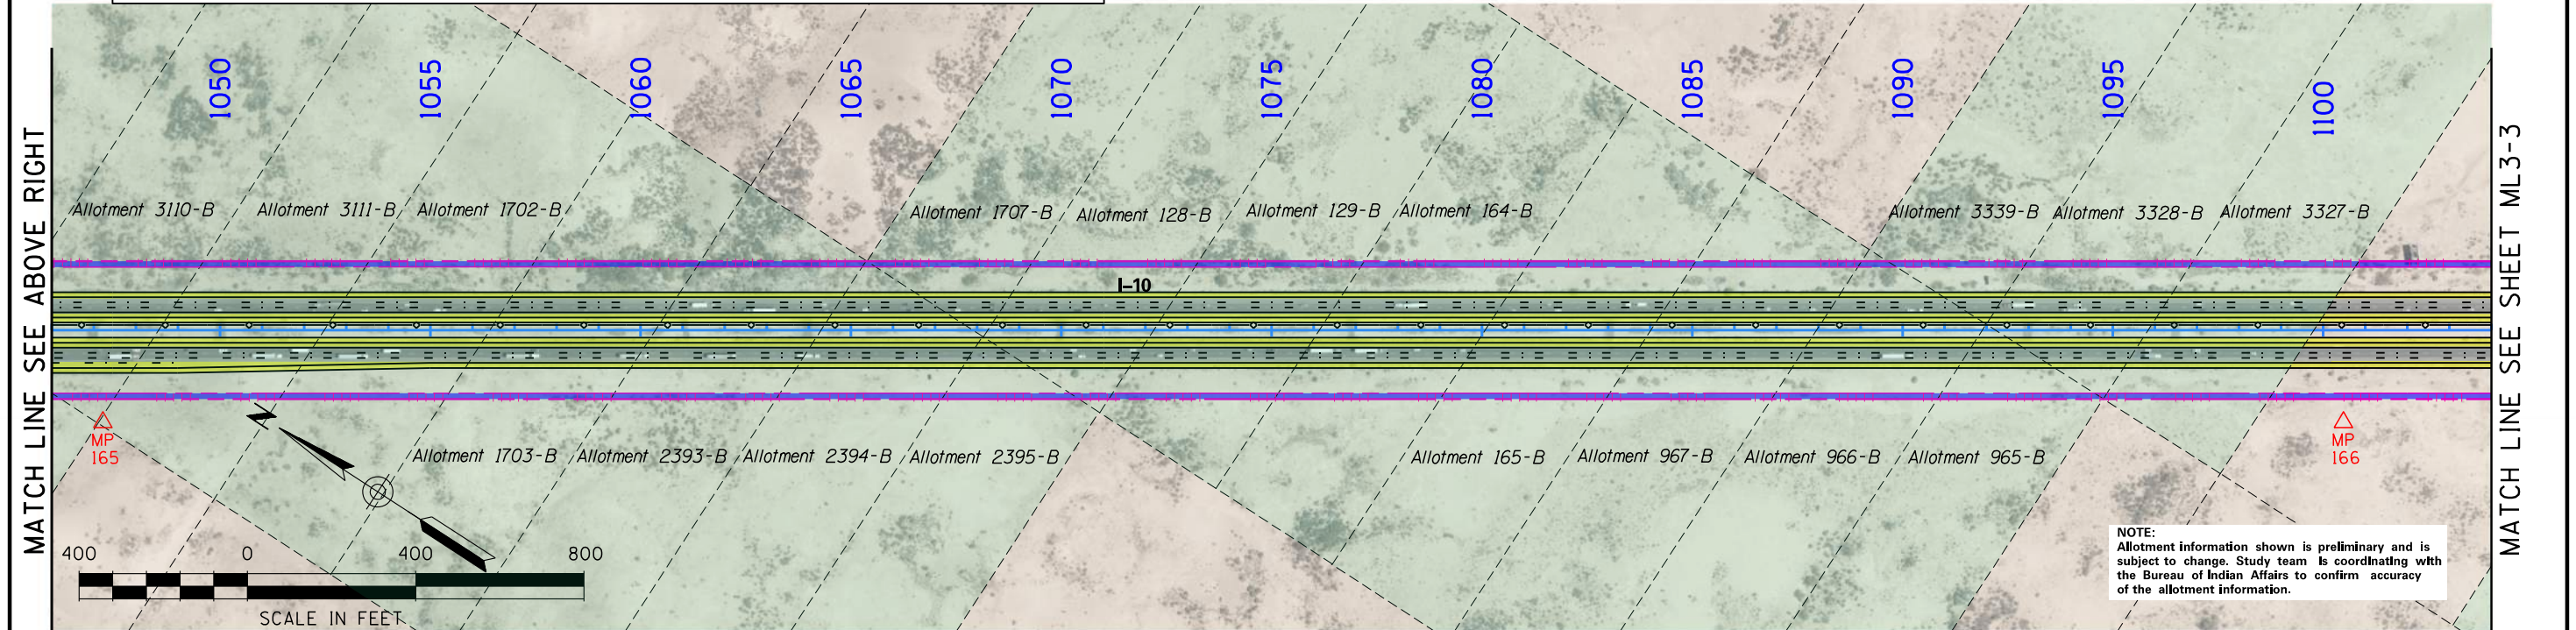 MATCH LINE SEE ABOVE RIGHT
1050
1055
1060
1065
1070
1075
1080
1085
1090
1095
1100
Allotment 3110-B
Allotment 3111-B
Allotment 1702-B
Allotment 1707-B
Allotment 128-B
Allotment 129-B
Allotment 164-B
Allotment 3339-B
Allotment 3328-B
Allotment 3327-B
I-10
MP
165
N
Allotment 1703-B
Allotment 2393-B
Allotment 2394-B
Allotment 2395-B
Allotment 165-B
Allotment 967-B
Allotment 966-B
Allotment 965-B
MP
166
400 0 400 800
SCALE IN FEET
NOTE:
Allotment information shown is preliminary and is
subject to change. Study team is coordinating with
the Bureau of Indian Affairs to confirm accuracy
of the allotment information.
MATCH LINE SEE SHEET ML3-3